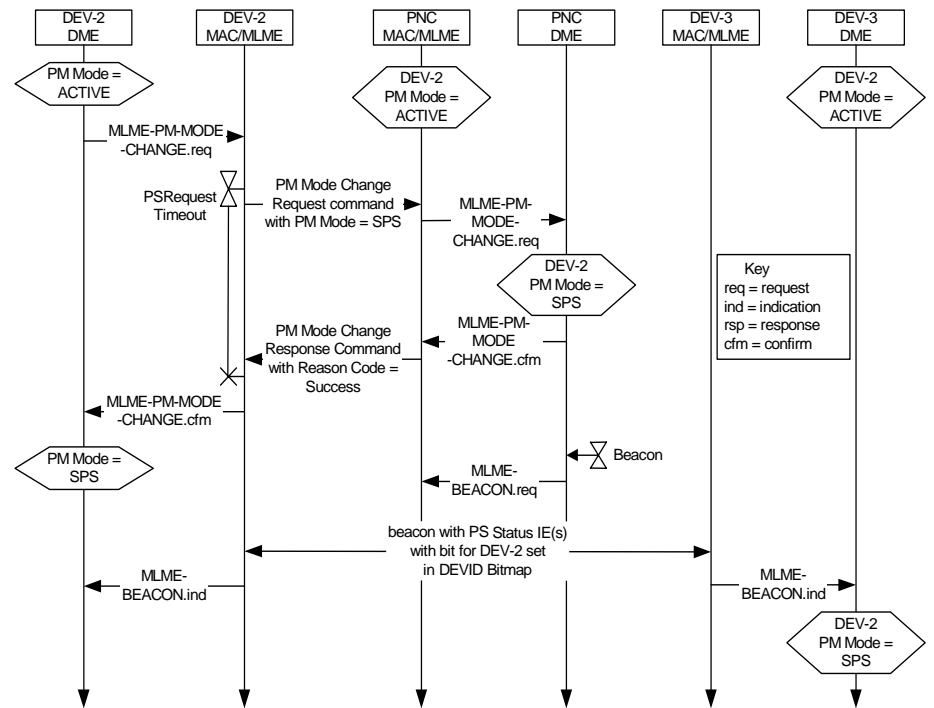 DEV-2
DME
DEV-2
MAC/MLME
PNC
MAC/MLME
PNC
DME
DEV-3
MAC/MLME
DEV-3
DME
PM Mode =
ACTIVE
DEV-2
PM Mode =
ACTIVE
DEV-2
PM Mode =
ACTIVE
MLME-PM-MODE
-CHANGE.req
PSRequest
Timeout
PM Mode Change
Request command
with PM Mode = SPS
MLME-PM-
MODE-
CHANGE.req
DEV-2
PM Mode =
SPS
Key
req = request
ind = indication
rsp = response
cfm = confirm
MLME-PM-
MODE
-CHANGE.cfm
PM Mode Change
Response Command
with Reason Code =
Success
MLME-PM-MODE
-CHANGE.cfm
PM Mode =
SPS
Beacon
MLME-
BEACON.req
beacon with PS Status IE(s)
with bit for DEV-2 set
in DEVID Bitmap
MLME-
BEACON.ind
MLME-
BEACON.ind
DEV-2
PM Mode =
SPS